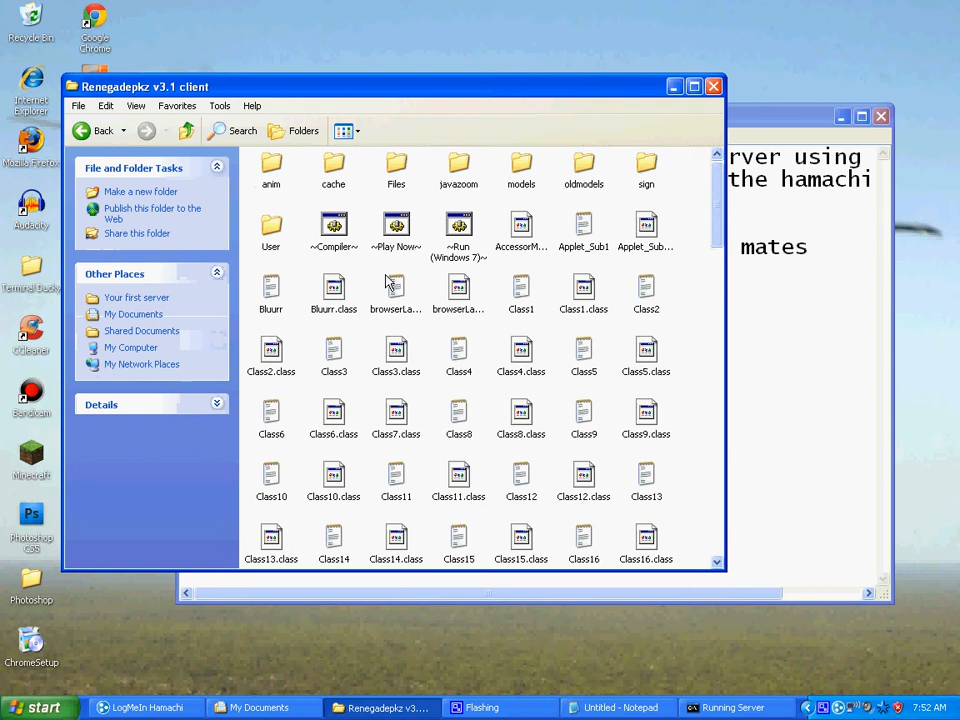 Recycle Bin
Google
Chrome
Internet
Explorer
Mozilla Firefox
Audacity
CCleaner
Bandicam
Minecraft
Photoshop
CS5
Photoshop
ChromeSetup
Renegadepkz v3.1 client
File Edit View Favorites Tools Help
Back Search Folders
File and Folder Tasks
Make a new folder
Publish this folder to the
Web
Share this folder
Other Places
Your first server
My Documents
Shared Documents
My Computer
My Network Places
Details
anim cache Files javazoom models oldmodels sign
User ~Compiler~ ~Play Now~ ~Run
(Windows 7)~ AccessorM... Applet_Sub1 Applet_Sub...
Bluurr Bluurr.class browserLa... browserLa... Class1 Class1.class Class2
Class2.class Class3 Class3.class Class4 Class4.class Class5 Class5.class
Class6 Class6.class Class7.class Class8 Class8.class Class9 Class9.class
Class10 Class10.class Class11 Class11.class Class12 Class12.class Class13
Class13.class Class14 Class14.class Class15 Class15.class Class16 Class16.class
rver using
the hamachi
mates
start LogMeIn Hamachi My Documents Renegadepkz v3.... Flashing Untitled - Notepad Running Server 7:52 AM